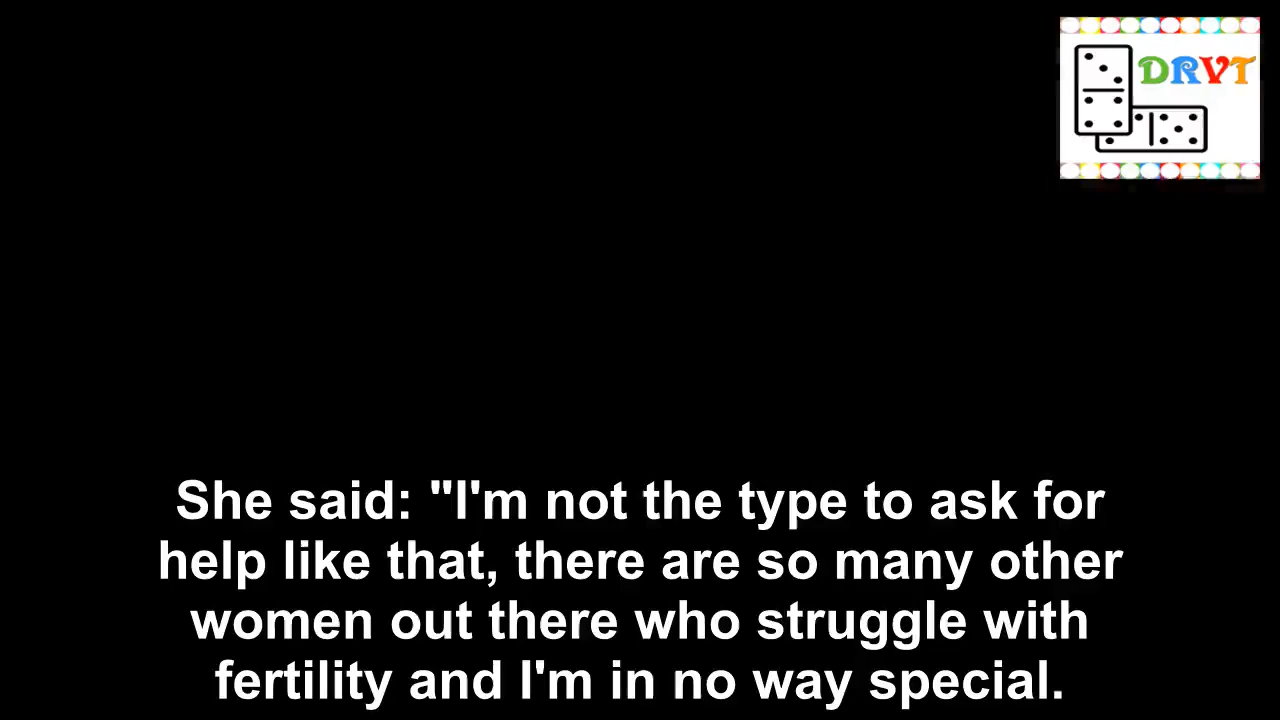 DRVT
She said: "I'm not the type to ask for
help like that, there are so many other
women out there who struggle with
fertility and I'm in no way special.